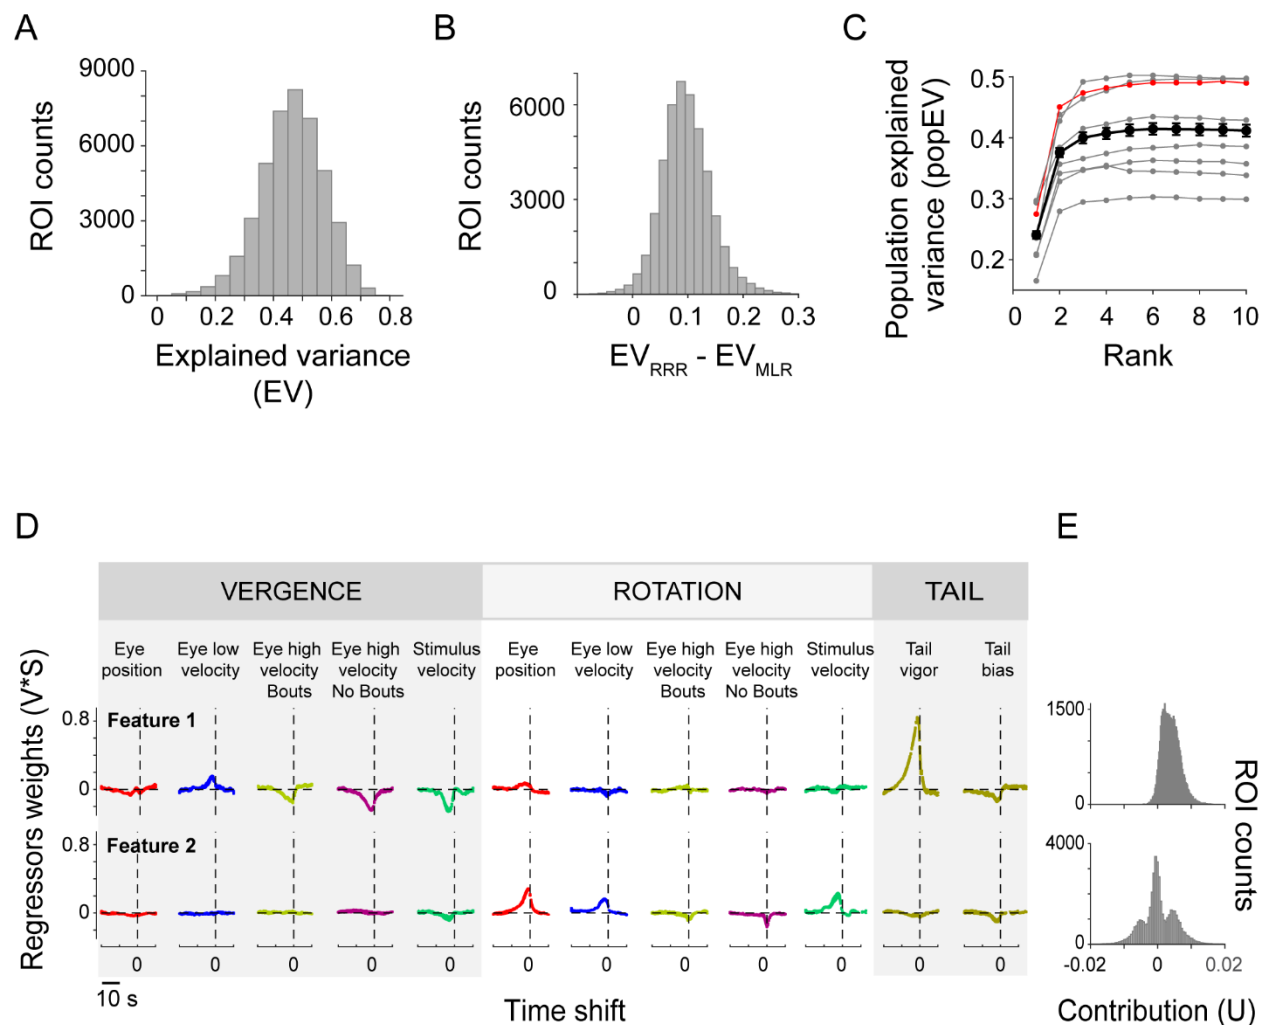 A
B
C
9000
6000
3000
0
ROI counts
0
0.2
0.4
0.6
0.8
Explained variance
(EV)
6000
4000
2000
0
ROI counts
0
0.1
0.2
0.3
EVRRR - EVMLR
0.5
0.4
0.3
0.2
Population explained
variance (popEV)
0 2 4 6 8 10
Rank
D
E
VERGENCE
ROTATION
TAIL
Eye
position
Eye low
velocity
Eye high
velocity
Bouts
Eye high
velocity
No Bouts
Stimulus
velocity
Eye
position
Eye low
velocity
Eye high
velocity
Bouts
Eye high
velocity
No Bouts
Stimulus
velocity
Tail
vigor
Tail
bias
Regressors weights (V*S)
0.8
Feature 1
0
0.8
Feature 2
0
0 0 0 0 0 0 0 0 0 0 0 0
10 s
Time shift
1500
0
4000
0
ROI counts
-0.02 0 0.02
Contribution (U)